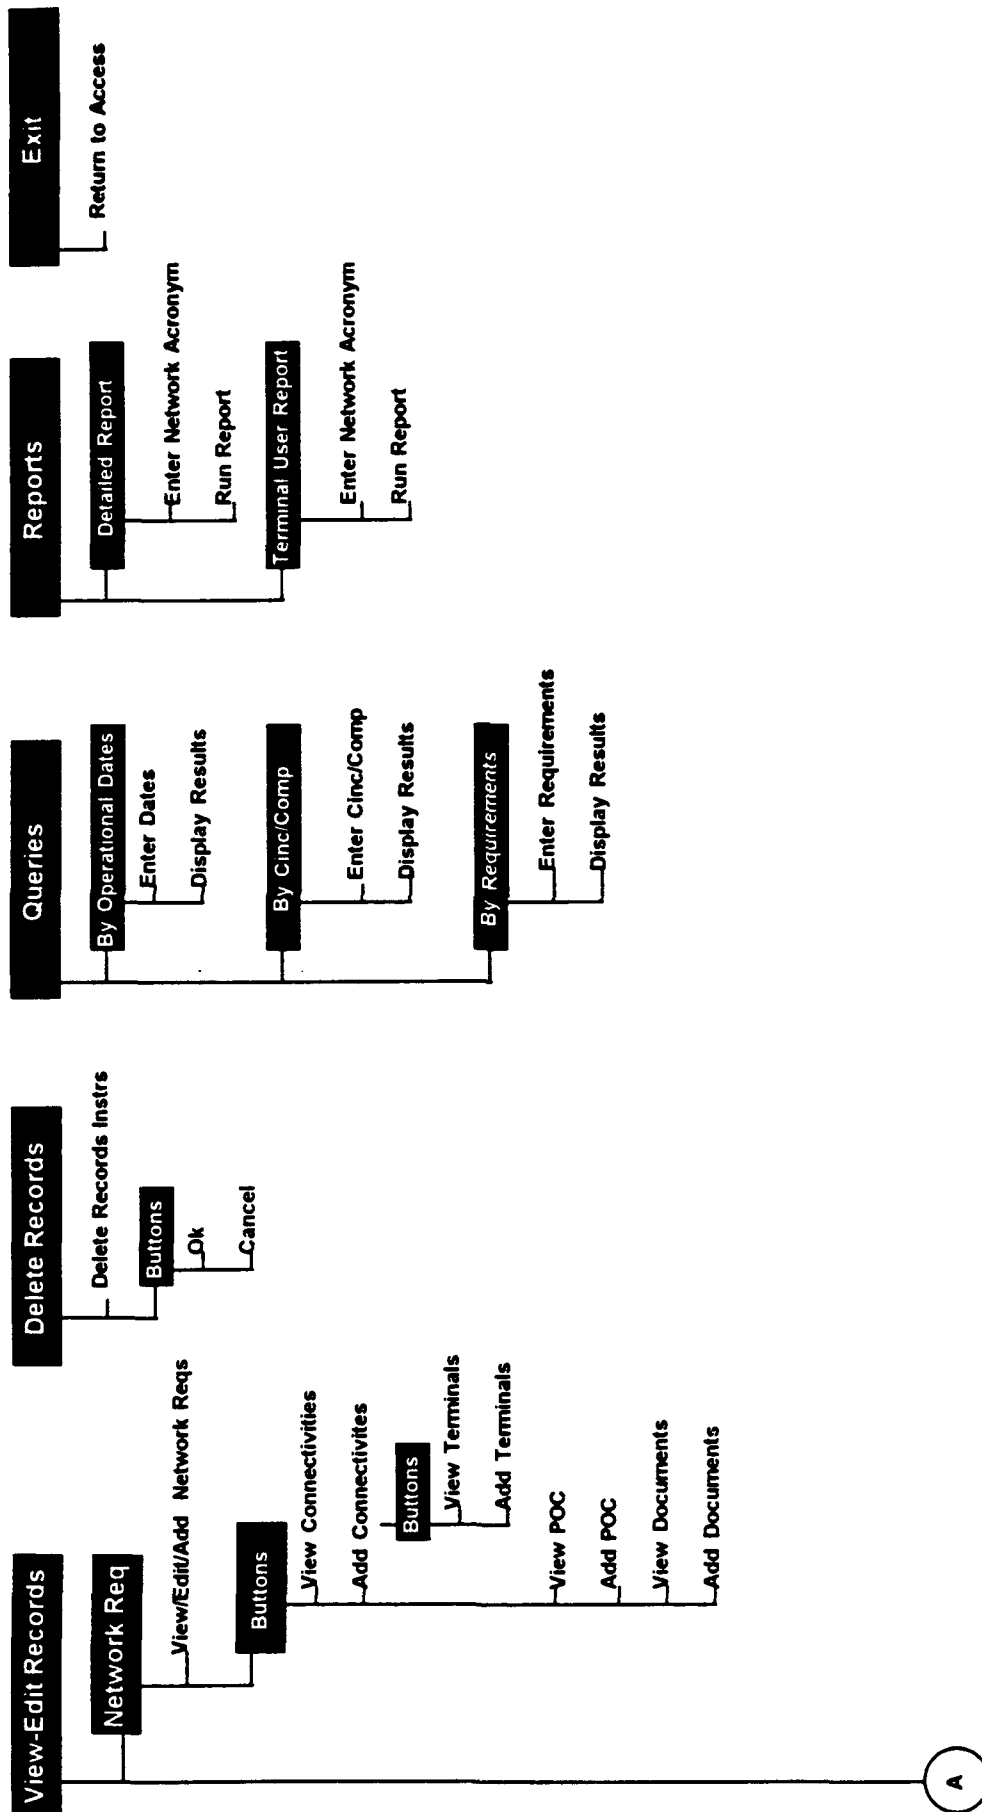 View-Edit Records
Network Req
View/Edit/Add Network Reqs
Buttons
View Connectivities
Add Connectivites
Buttons
View Terminals
Add Terminals
View POC
Add POC
View Documents
Add Documents
A
Delete Records
Delete Records Instrs
Buttons
Ok
Cancel
Queries
By Operational Dates
Enter Dates
Display Results
By Cinc/Comp
Enter Cinc/Comp
Display Results
By Requirements
Enter Requirements
Display Results
Reports
Detailed Report
Enter Network Acronym
Run Report
Terminal User Report
Enter Network Acronym
Run Report
Exit
Return to Access